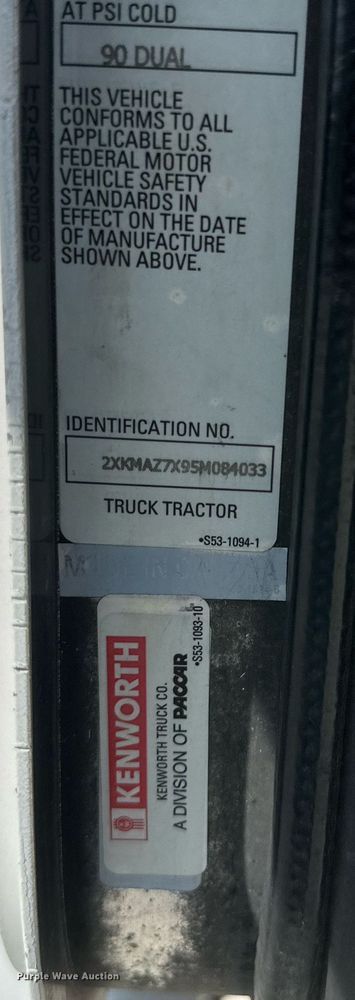 AT PSI COLD
90 DUAL
THIS VEHICLE
CONFORMS TO ALL
APPLICABLE U.S.
FEDERAL MOTOR
VEHICLE SAFETY
STANDARDS IN
EFFECT ON THE DATE
OF MANUFACTURE
SHOWN ABOVE.
IDENTIFICATION NO.
2XKMAZ7X95M084033
TRUCK TRACTOR
•S53-1094-1
KENWORTH
KENWORTH TRUCK CO.
A DIVISION OF PACCAR
•S53-1093-10
Purple Wave Auction